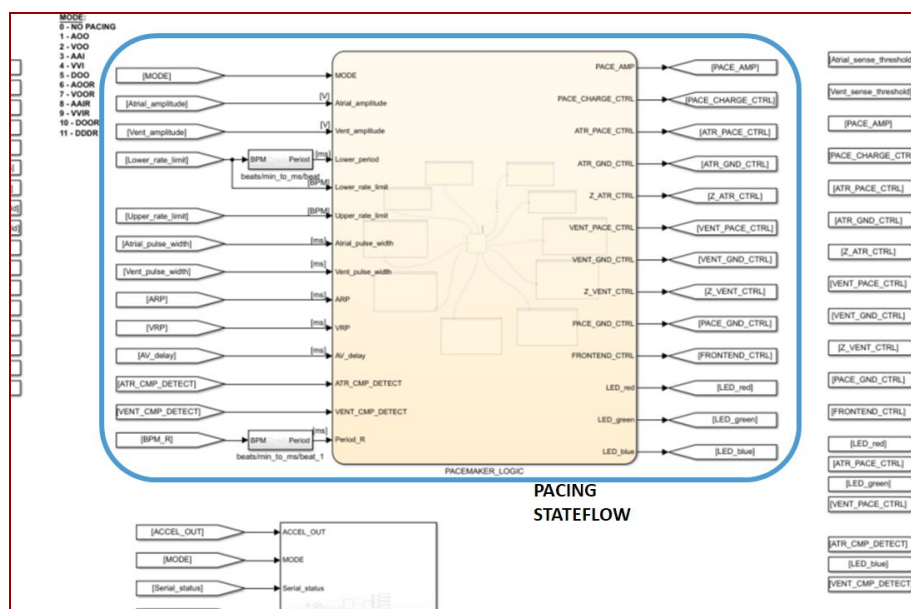 MODE:
0 - NO PACING
1 - AOO
2 - VOO
3 - AAI
4 - VVI
5 - DOO
6 - AOOR
7 - VOOR
8 - AAIR
9 - VVIR
10 - DOOR
11 - DDDR
[MODE]
[Atrial_amplitude]
[Vent_amplitude]
[Lower_rate_limit]
[Upper_rate_limit]
[Atrial_pulse_width]
[Vent_pulse_width]
[ARP]
[VRP]
[AV_delay]
[ATR_CMP_DETECT]
[VENT_CMP_DETECT]
[BPM_R]
BPM Period
beats/min_to_ms/beat
BPM Period
beats/min_to_ms/beat_1
[V]
[V]
[ms]
[BPM]
[BPM]
[ms]
[ms]
[ms]
[ms]
[ms]
[ms]
MODE
Atrial_amplitude
Vent_amplitude
Lower_period
Lower_rate_limit
Upper_rate_limit
Atrial_pulse_width
Vent_pulse_width
ARP
VRP
AV_delay
ATR_CMP_DETECT
VENT_CMP_DETECT
Period_R
PACE_AMP
PACE_CHARGE_CTRL
ATR_PACE_CTRL
ATR_GND_CTRL
Z_ATR_CTRL
VENT_PACE_CTRL
VENT_GND_CTRL
Z_VENT_CTRL
PACE_GND_CTRL
FRONTEND_CTRL
LED_red
LED_green
LED_blue
PACEMAKER_LOGIC
[PACE_AMP]
[PACE_CHARGE_CTRL]
[ATR_PACE_CTRL]
[ATR_GND_CTRL]
[Z_ATR_CTRL]
[VENT_PACE_CTRL]
[VENT_GND_CTRL]
[Z_VENT_CTRL]
[PACE_GND_CTRL]
[FRONTEND_CTRL]
[LED_red]
[LED_green]
[LED_blue]
PACING
STATEFLOW
[ACCEL_OUT]
[MODE]
[Serial_status]
ACCEL_OUT
MODE
Serial_status
[Atrial_sense_threshold]
[Vent_sense_threshold]
[PACE_AMP]
[PACE_CHARGE_CTR
[ATR_PACE_CTRL]
[ATR_GND_CTRL]
[Z_ATR_CTRL]
[VENT_PACE_CTRL]
[VENT_GND_CTRL]
[Z_VENT_CTRL]
[PACE_GND_CTRL]
[FRONTEND_CTRL]
[LED_red]
[ATR_PACE_CTRL]
[LED_green]
[VENT_PACE_CTRL]
[ATR_CMP_DETECT]
[LED_blue]
[VENT_CMP_DETECT